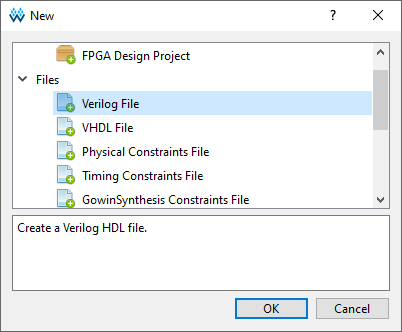 New
FPGA Design Project
Files
Verilog File
VHDL File
Physical Constraints File
Timing Constraints File
GowinSynthesis Constraints File
Create a Verilog HDL file.
OK
Cancel